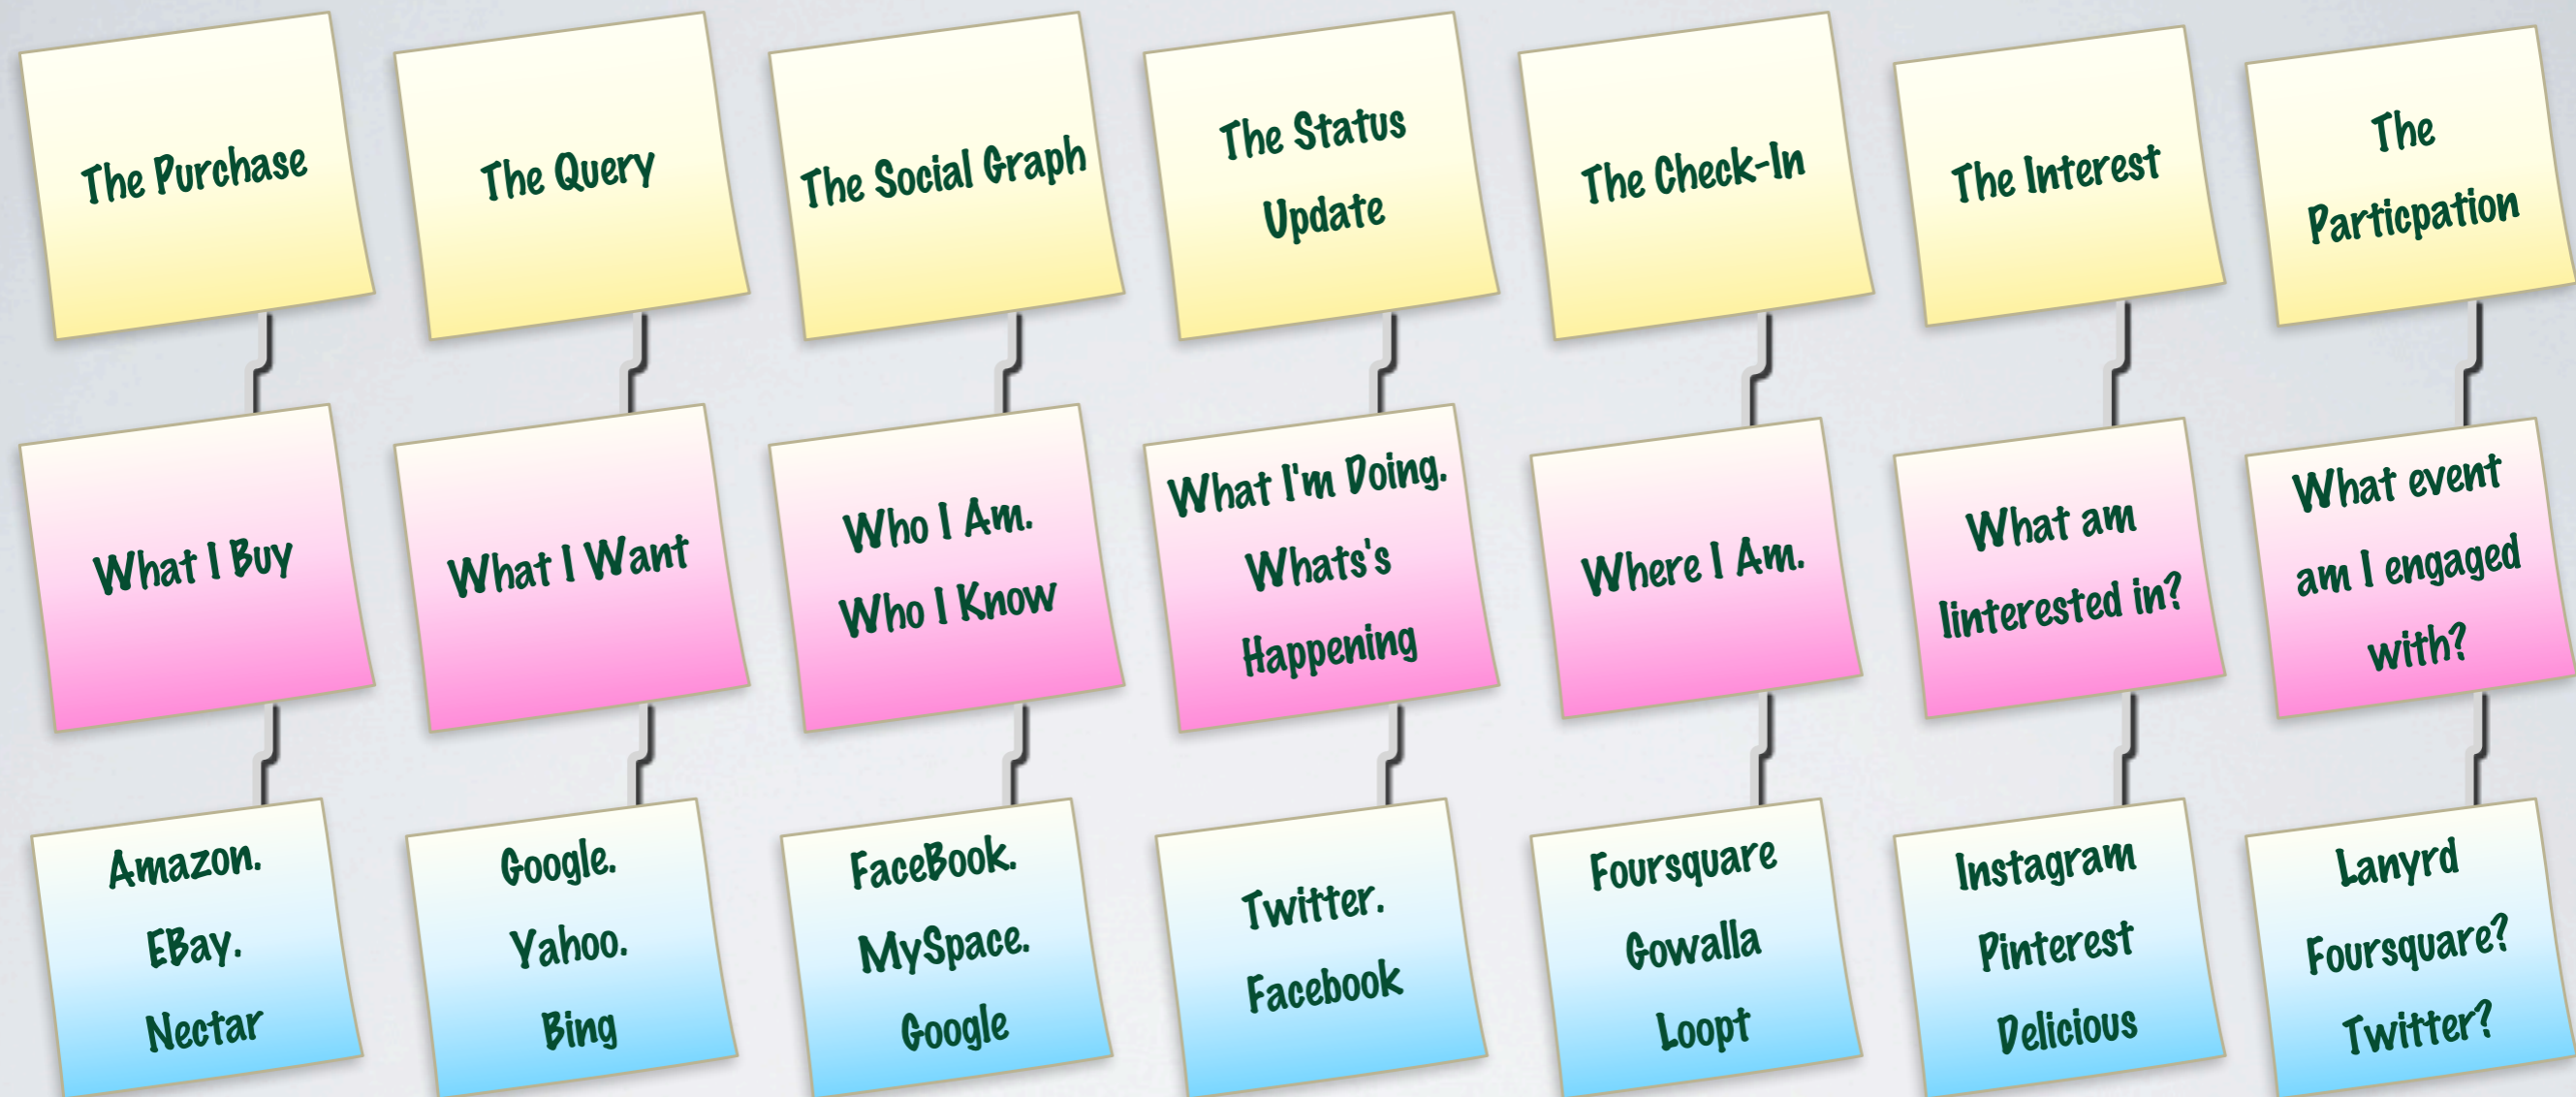 The Purchase
The Query
The Social Graph
The Status
Update
The Check-In
The Interest
The
Particpation
What I Buy
What I Want
Who I Am.
Who I Know
What I'm Doing.
Whats's
Happening
Where I Am.
What am
Iinterested in?
What event
am I engaged
with?
Amazon.
EBay.
Nectar
Google.
Yahoo.
Bing
FaceBook.
MySpace.
Google
Twitter.
Facebook
Foursquare
Gowalla
Loopt
Instagram
Pinterest
Delicious
Lanyrd
Foursquare?
Twitter?